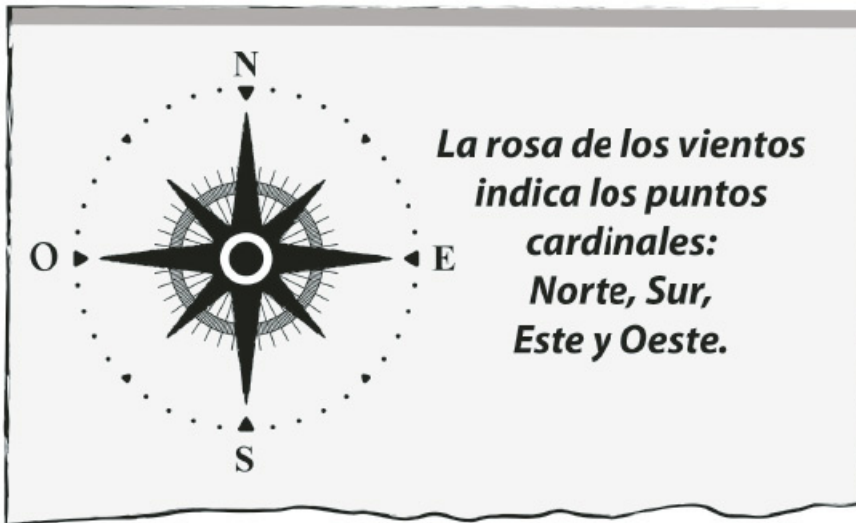 N
O
E
S
La rosa de los vientos
indica los puntos
cardinales:
Norte, Sur,
Este y Oeste.